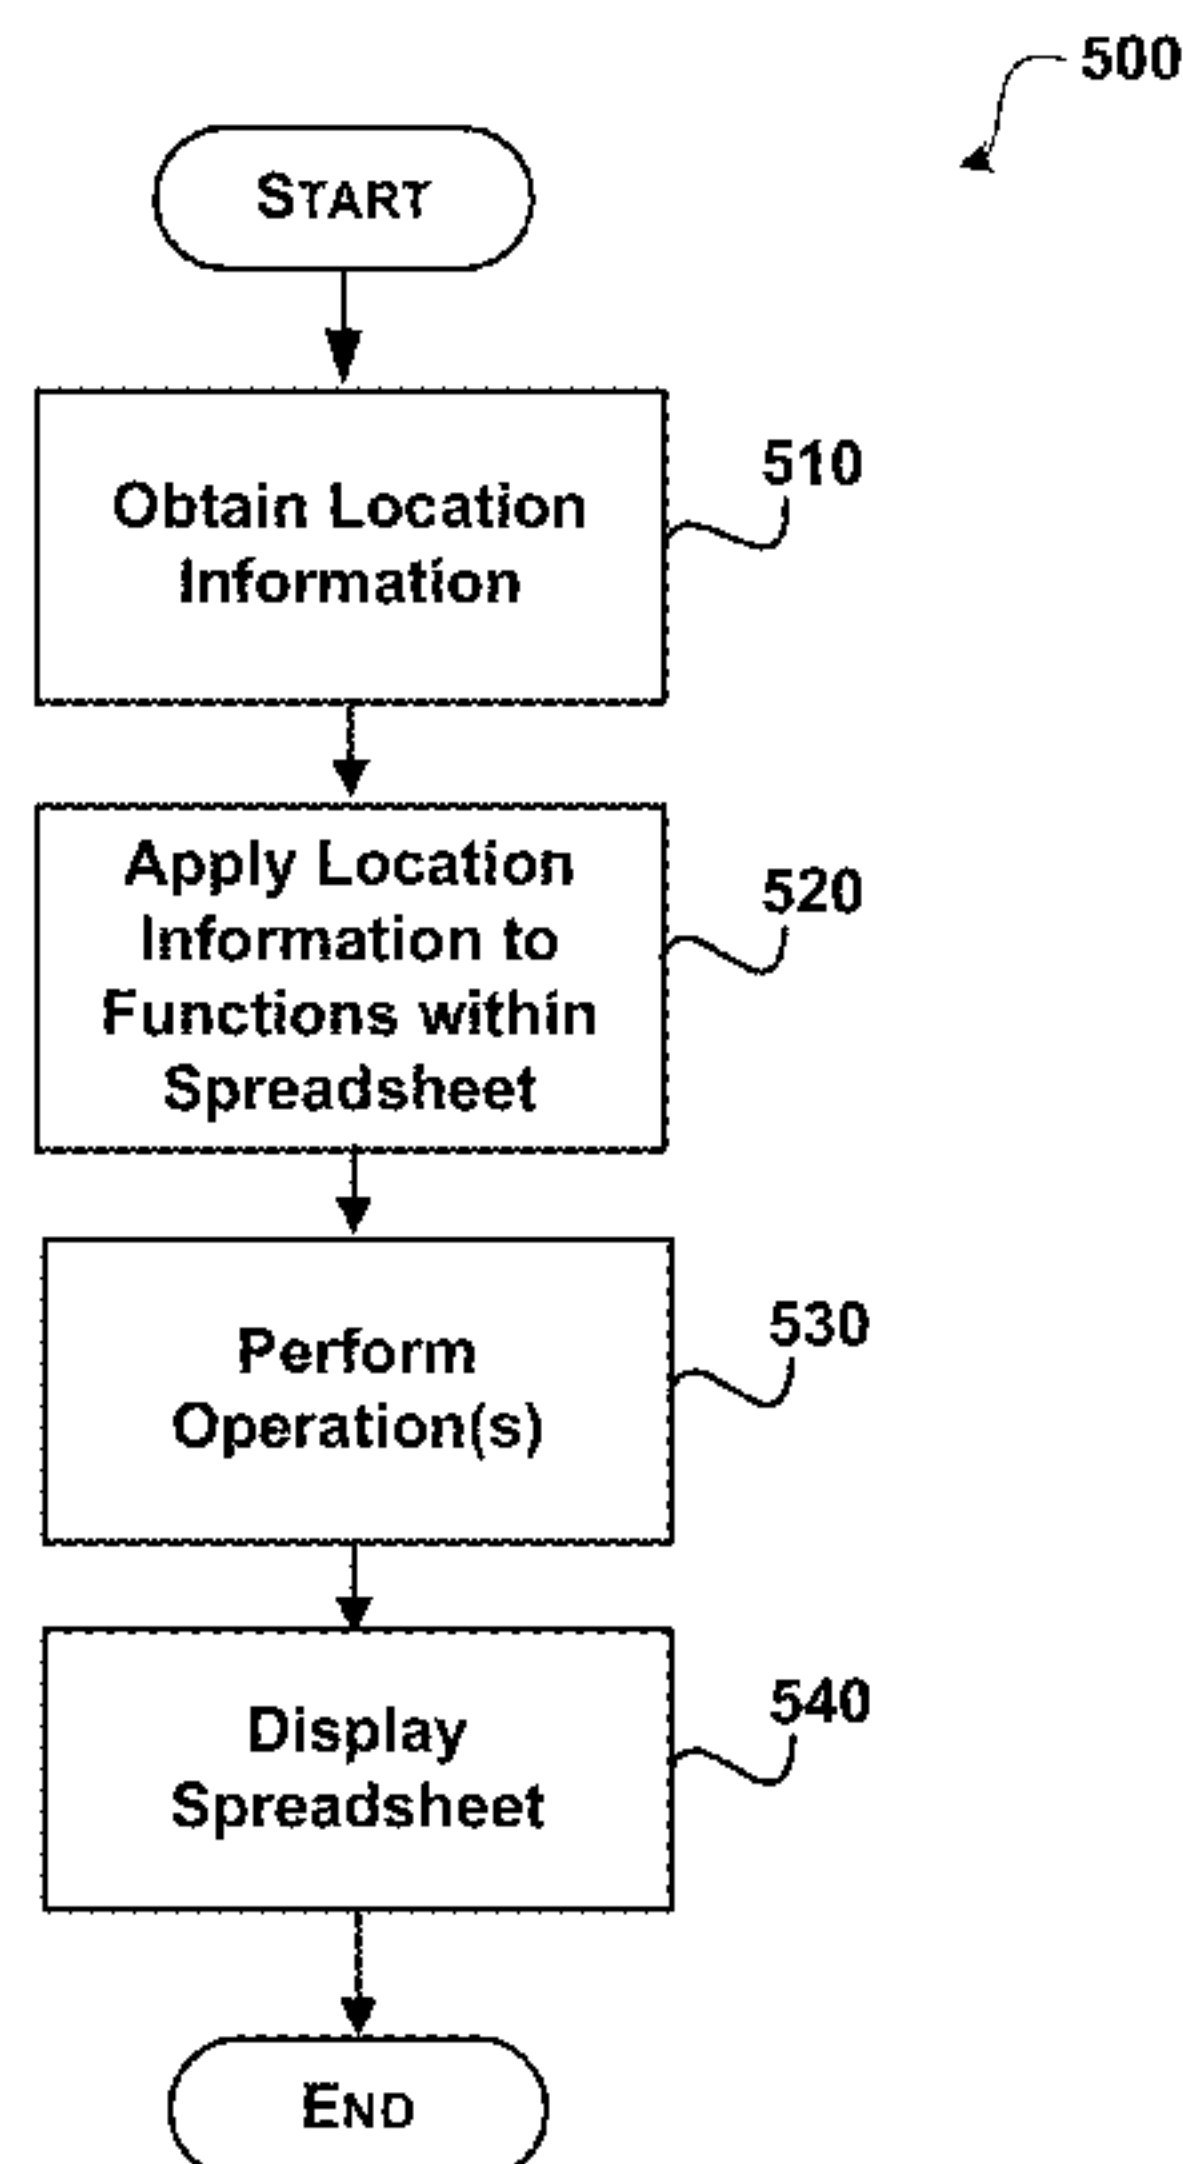 500
START
Obtain Location
Information
510
Apply Location
Information to
Functions within
Spreadsheet
520
Perform
Operation(s)
530
Display
Spreadsheet
540
END